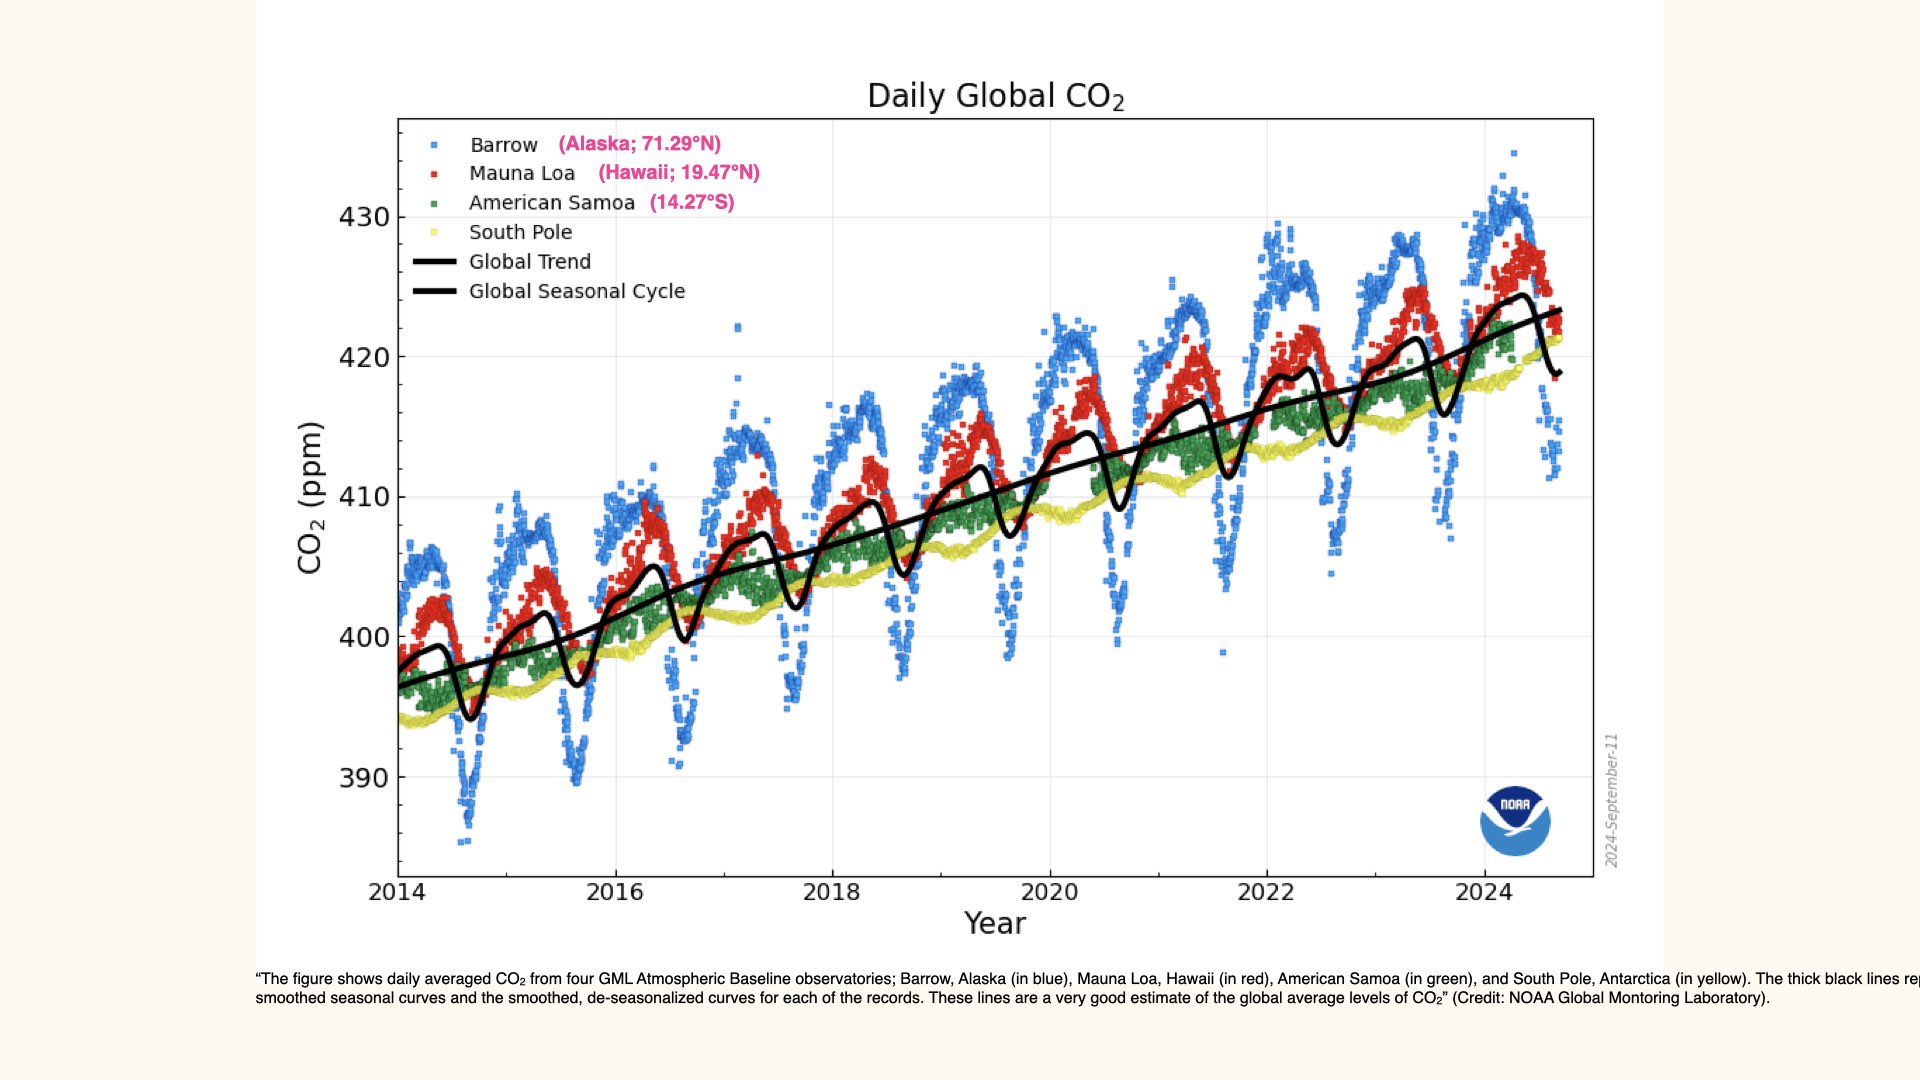 Daily Global CO₂
Barrow (Alaska; 71.29°N)
Mauna Loa (Hawaii; 19.47°N)
American Samoa (14.27°S)
South Pole
Global Trend
Global Seasonal Cycle
430
420
410
400
390
CO₂ (ppm)
2014 2016 2018 2020 2022 2024
Year
NOAA
2024-September-11
“The figure shows daily averaged CO₂ from four GML Atmospheric Baseline observatories; Barrow, Alaska (in blue), Mauna Loa, Hawaii (in red), American Samoa (in green), and South Pole, Antarctica (in yellow). The thick black lines
smoothed seasonal curves and the smoothed, de-seasonalized curves for each of the records. These lines are a very good estimate of the global average levels of CO₂” (Credit: NOAA Global Montoring Laboratory).